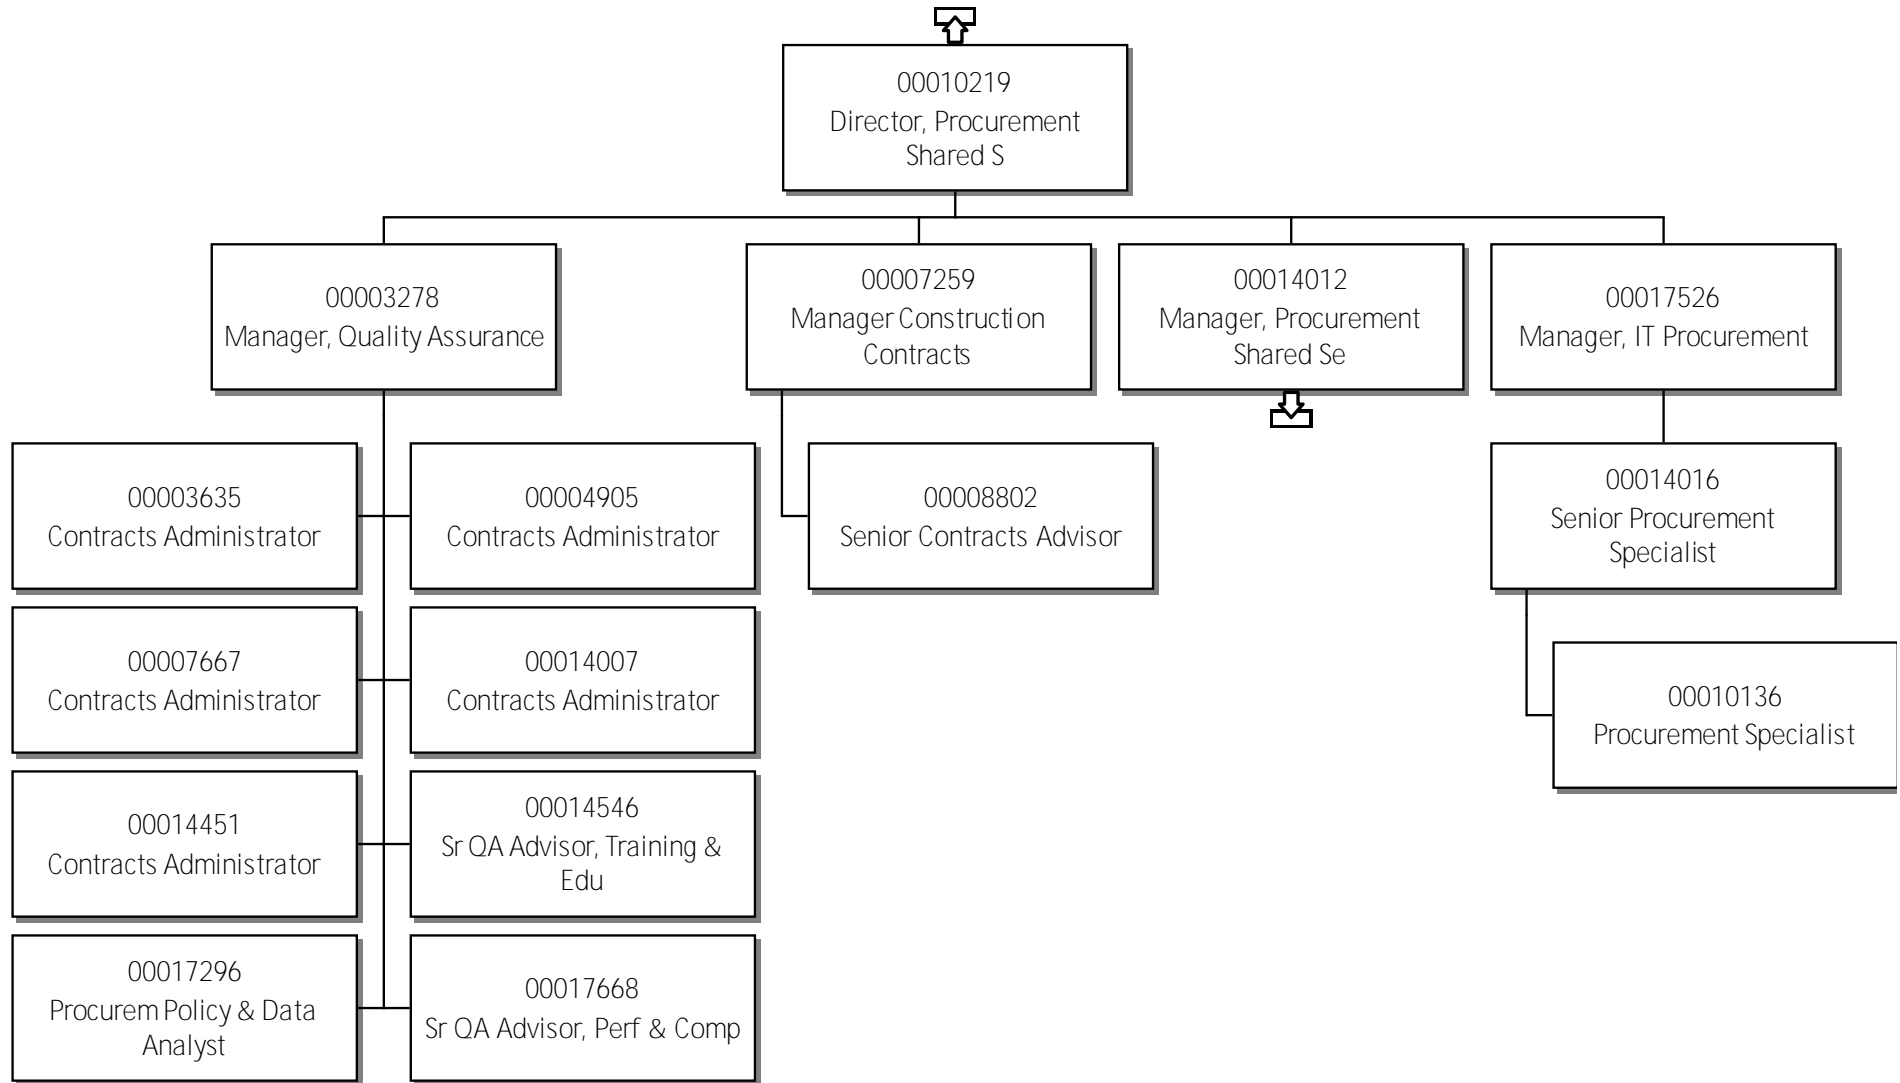 00010219
Director, Procurement
Shared S
00003278
Manager, Quality Assurance
00007259
Manager Construction
Contracts
00014012
Manager, Procurement
Shared Se
00017526
Manager, IT Procurement
00003635
Contracts Administrator
00004905
Contracts Administrator
00008802
Senior Contracts Advisor
00014016
Senior Procurement
Specialist
00007667
Contracts Administrator
00014007
Contracts Administrator
00010136
Procurement Specialist
00014451
Contracts Administrator
00014546
Sr QA Advisor, Training &
Edu
00017296
Procurem Policy & Data
Analyst
00017668
Sr QA Advisor, Perf & Comp